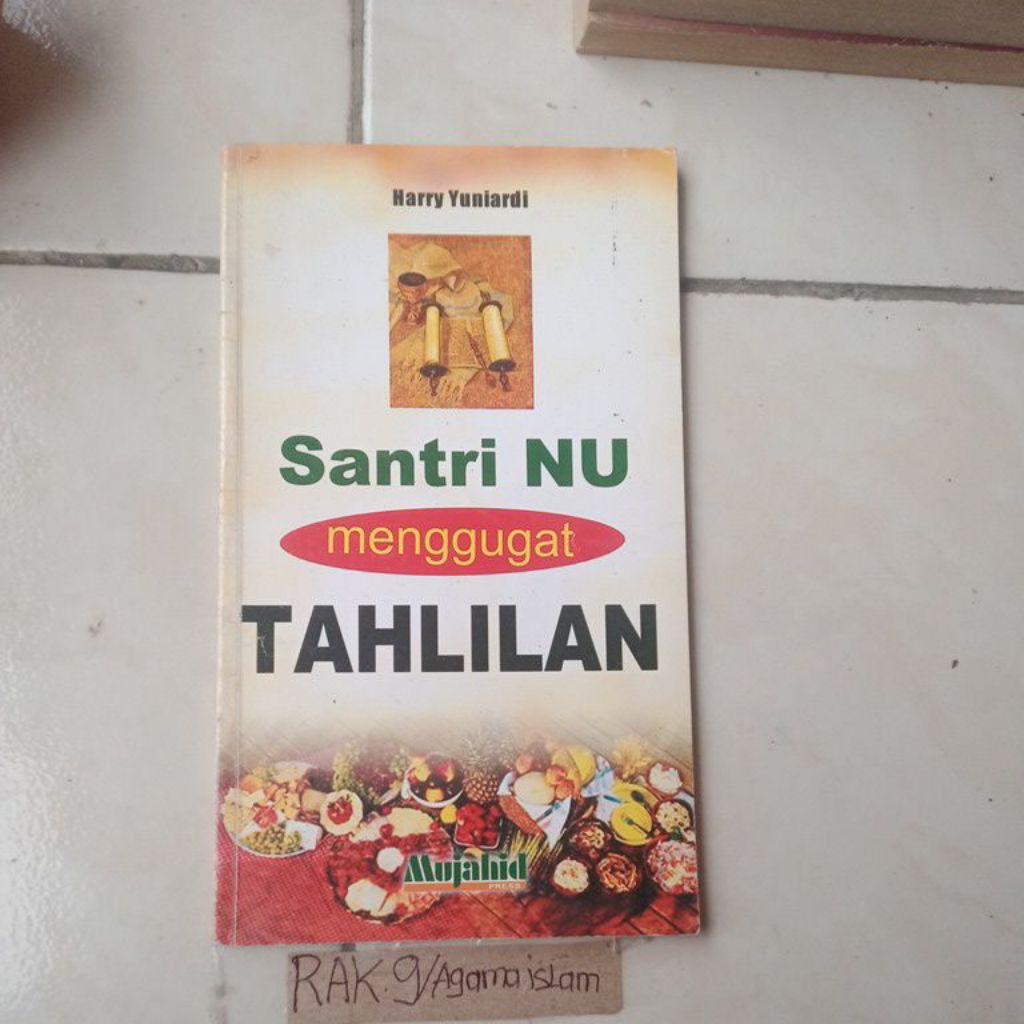 Harry Yuniardi
Santri NU
menggugat
TAHLILAN
Mujahid
PRESS
RAK.9/Agama isLam